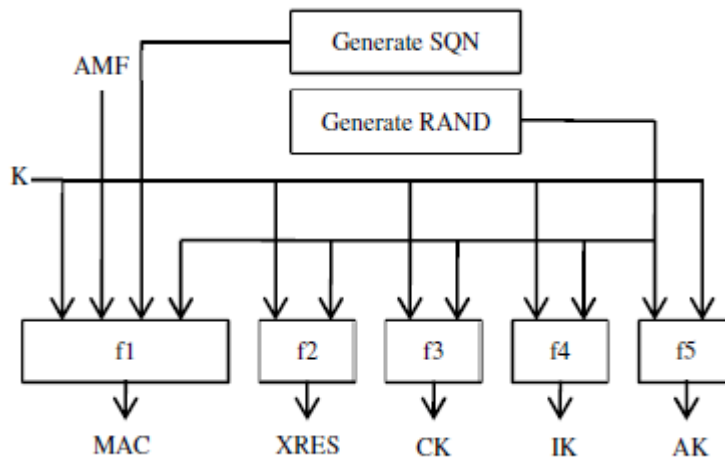 Generate SQN
AMF
Generate RAND
K
f1 f2 f3 f4 f5
MAC XRES CK IK AK